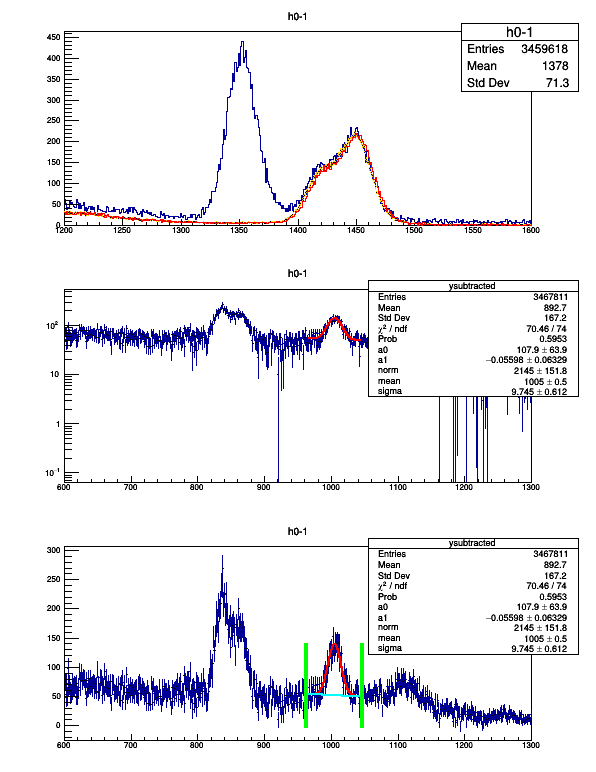 h0-1
h0-1
Entries 3459618
Mean 1378
Std Dev 71.3
450
400
350
300
250
200
150
100
50
0
1200 1250 1300 1350 1400 1450 1500 1550 1600
h0-1
ysubtracted
Entries 3467811
Mean 892.7
Std Dev 167.2
χ² / ndf 70.46 / 74
Prob 0.5953
a0 107.9 ± 63.9
a1 −0.05598 ± 0.06329
norm 2145 ± 151.8
mean 1005 ± 0.5
sigma 9.745 ± 0.612
10²
10
1
10⁻¹
600 700 800 900 1000 1100 1200 1300
h0-1
ysubtracted
Entries 3467811
Mean 892.7
Std Dev 167.2
χ² / ndf 70.46 / 74
Prob 0.5953
a0 107.9 ± 63.9
a1 −0.05598 ± 0.06329
norm 2145 ± 151.8
mean 1005 ± 0.5
sigma 9.745 ± 0.612
300
250
200
150
100
50
0
600 700 800 900 1000 1100 1200 1300